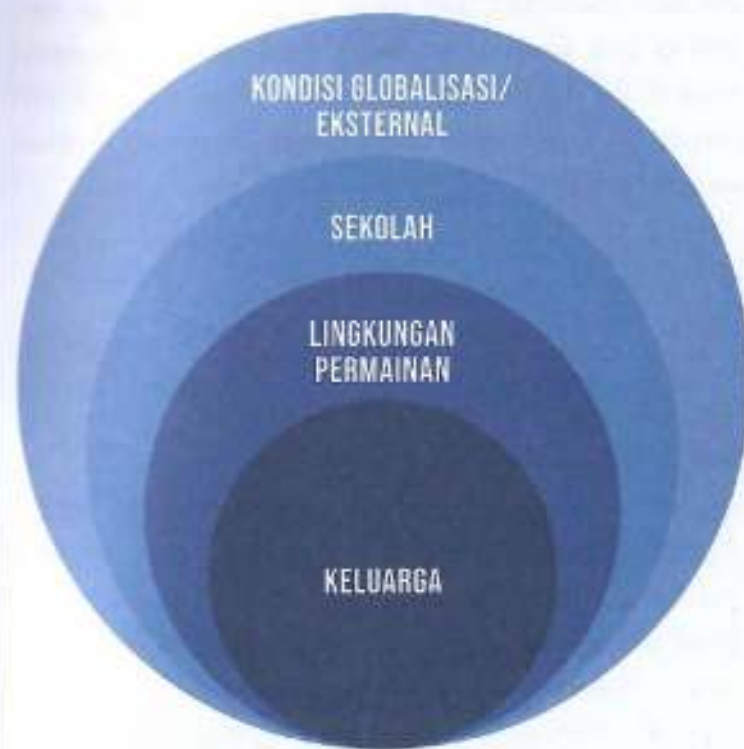 KONDISI GLOBALISASI/
EKSTERNAL
SEKOLAH
LINGKUNGAN
PERMAINAN
KELUARGA